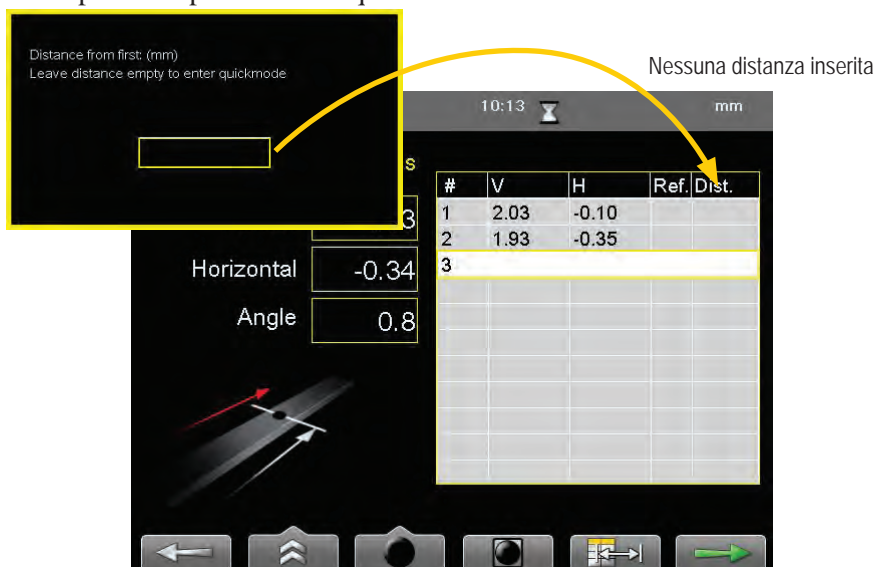 Distance from first: (mm)
Leave distance empty to enter quickmode
Nessuna distanza inserita
10:13 mm
s
# V H Ref. Dist.
1 2.03 -0.10
2 1.93 -0.35
3
3
Horizontal -0.34
Angle 0.8